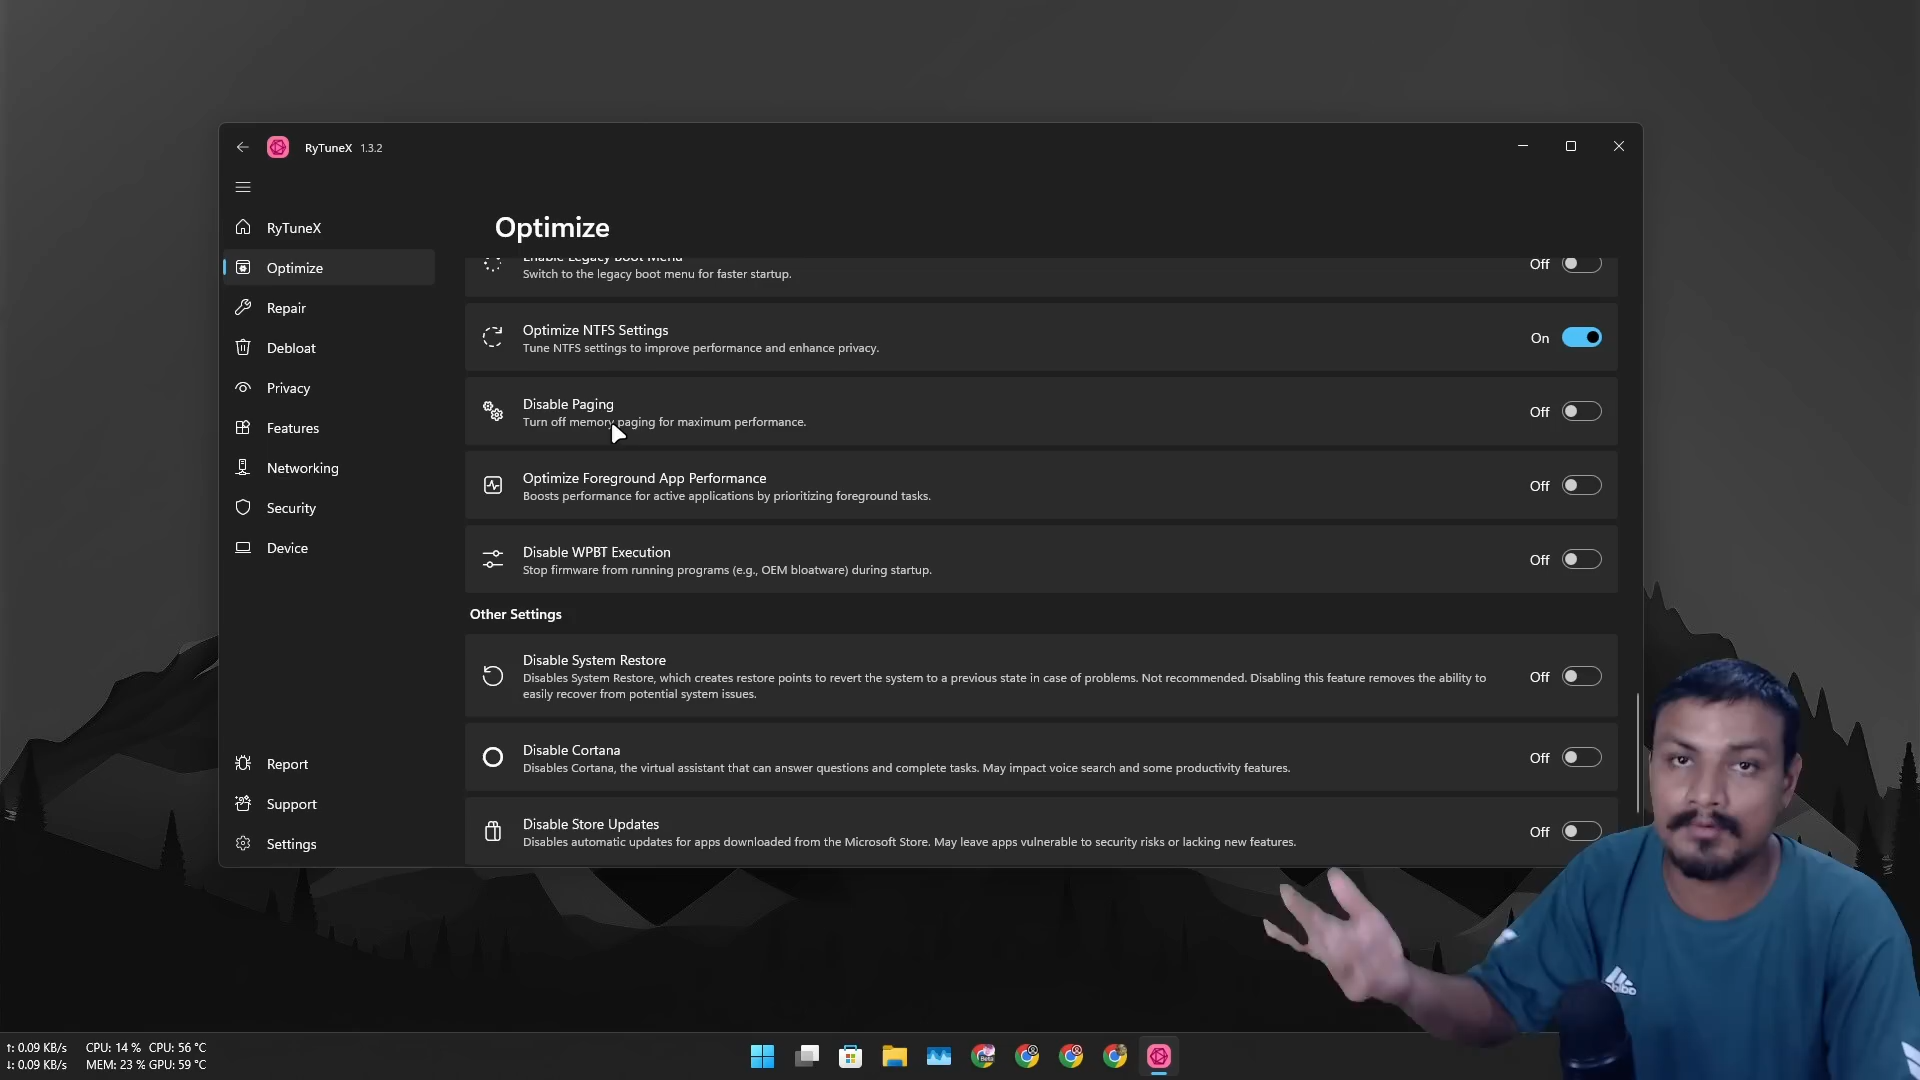 RyTuneX 1.3.2
RyTuneX
Optimize
Repair
Debloat
Privacy
Features
Networking
Security
Device
Report
Support
Settings
Optimize
Enable Legacy Boot Menu
Switch to the legacy boot menu for faster startup.
Off
Optimize NTFS Settings
Tune NTFS settings to improve performance and enhance privacy.
On
Disable Paging
Turn off memory paging for maximum performance.
Off
Optimize Foreground App Performance
Boosts performance for active applications by prioritizing foreground tasks.
Off
Disable WPBT Execution
Stop firmware from running programs (e.g., OEM bloatware) during startup.
Off
Other Settings
Disable System Restore
Disables System Restore, which creates restore points to revert the system to a previous state in case of problems. Not recommended. Disabling this feature removes the ability to
easily recover from potential system issues.
Off
Disable Cortana
Disables Cortana, the virtual assistant that can answer questions and complete tasks. May impact voice search and some productivity features.
Off
Disable Store Updates
Disables automatic updates for apps downloaded from the Microsoft Store. May leave apps vulnerable to security risks or lacking new features.
Off
↑: 0.09 KB/s CPU: 14 % CPU: 56 °C
↓: 0.09 KB/s MEM: 23 % GPU: 59 °C
Beta